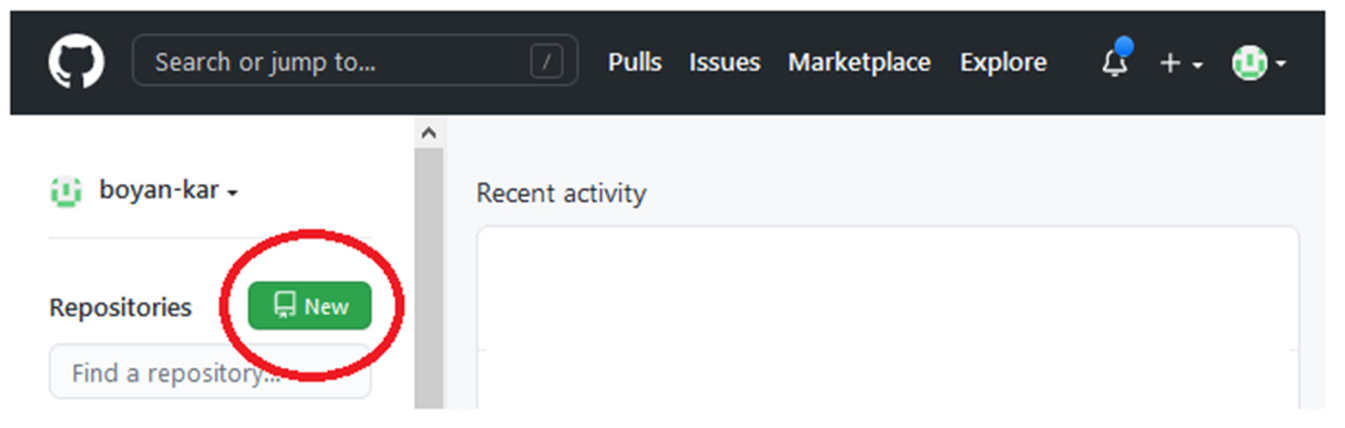 Search or jump to... /
Pulls Issues Marketplace Explore
boyan-kar
Recent activity
Repositories
New
Find a repository...